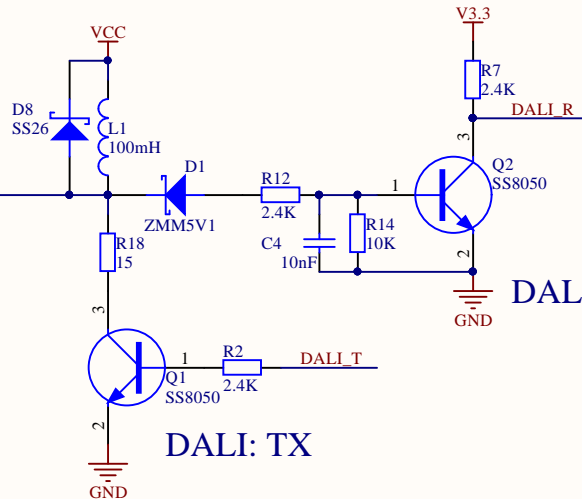 VCC
V3.3
R7
2.4K
D8
SS26
L1
100mH
DALI_R
3
D1
R12
Q2
1
SS8050
ZMM5V1
2.4K
R14
10K
C4
10nF
R18
15
2
DAL
GND
3
R2
DALI_T
1
Q1
2.4K
SS8050
2
DALI: TX
GND